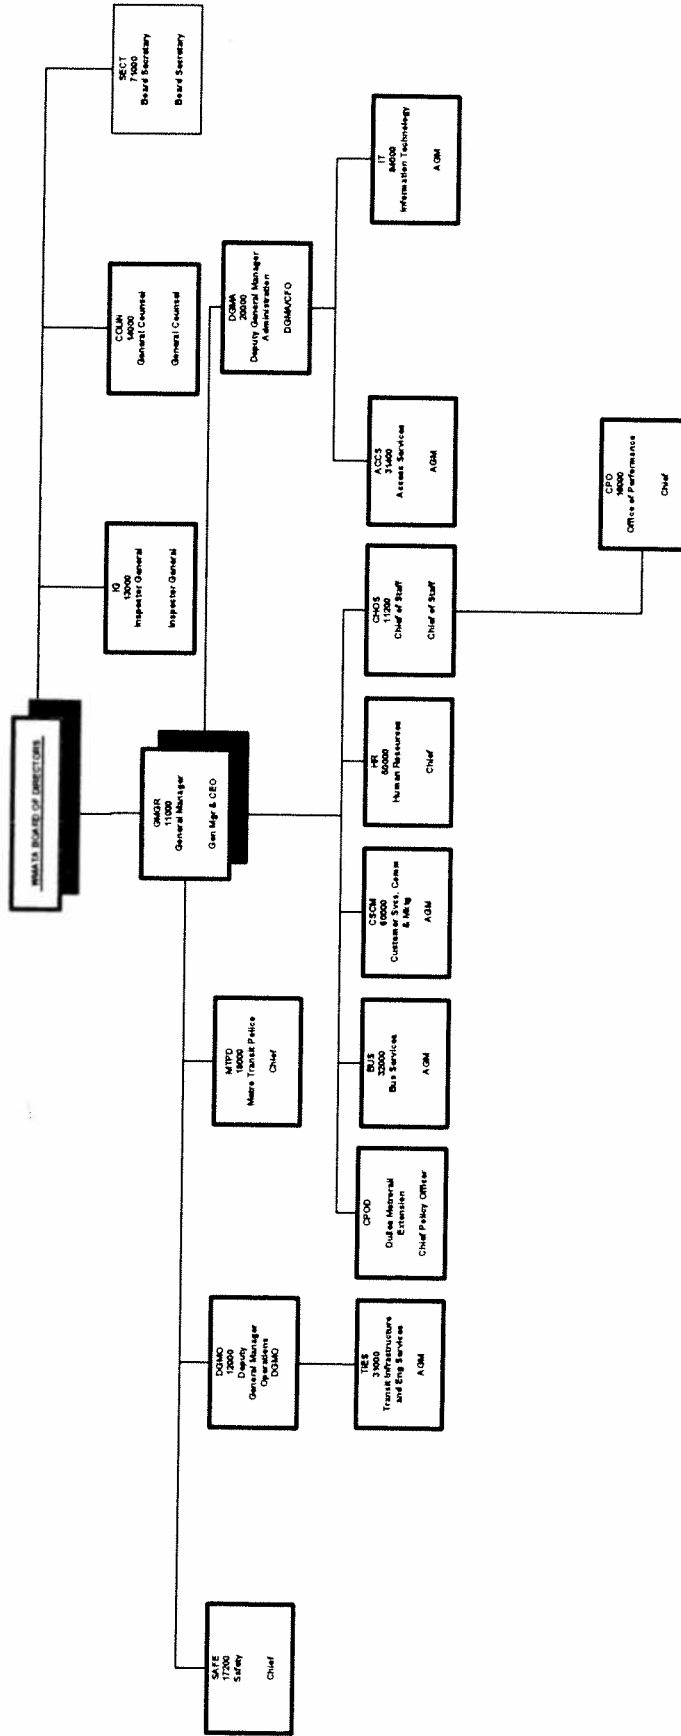 WMATA BOARD OF DIRECTORS
IG
13000
Inspector General
Inspector General
COUN
14000
General Counsel
General Counsel
SECT
71000
Board Secretary
Board Secretary
GMGR
11000
General Manager
Gen Mgr & CEO
SAFE
17200
Safety
Chief
DGMO
12000
Deputy
General Manager
Operations
DGMO
MTPD
18000
Metro Transit Police
Chief
DGMA
20000
Deputy General Manager
Administration
DGMA/CFO
TIES
31000
Transit Infrastructure
and Eng Services
AGM
CPOD
Dulles Metrorail
Extension
Chief Policy Officer
BUS
32000
Bus Services
AGM
CSCM
60000
Customer Svcs, Comm
& Mktg
AGM
HR
50000
Human Resources
Chief
CHOS
11200
Chief of Staff
Chief of Staff
ACCS
31400
Access Services
AGM
IT
Information Technology
AGM
CPO
16000
Office of Performance
Chief